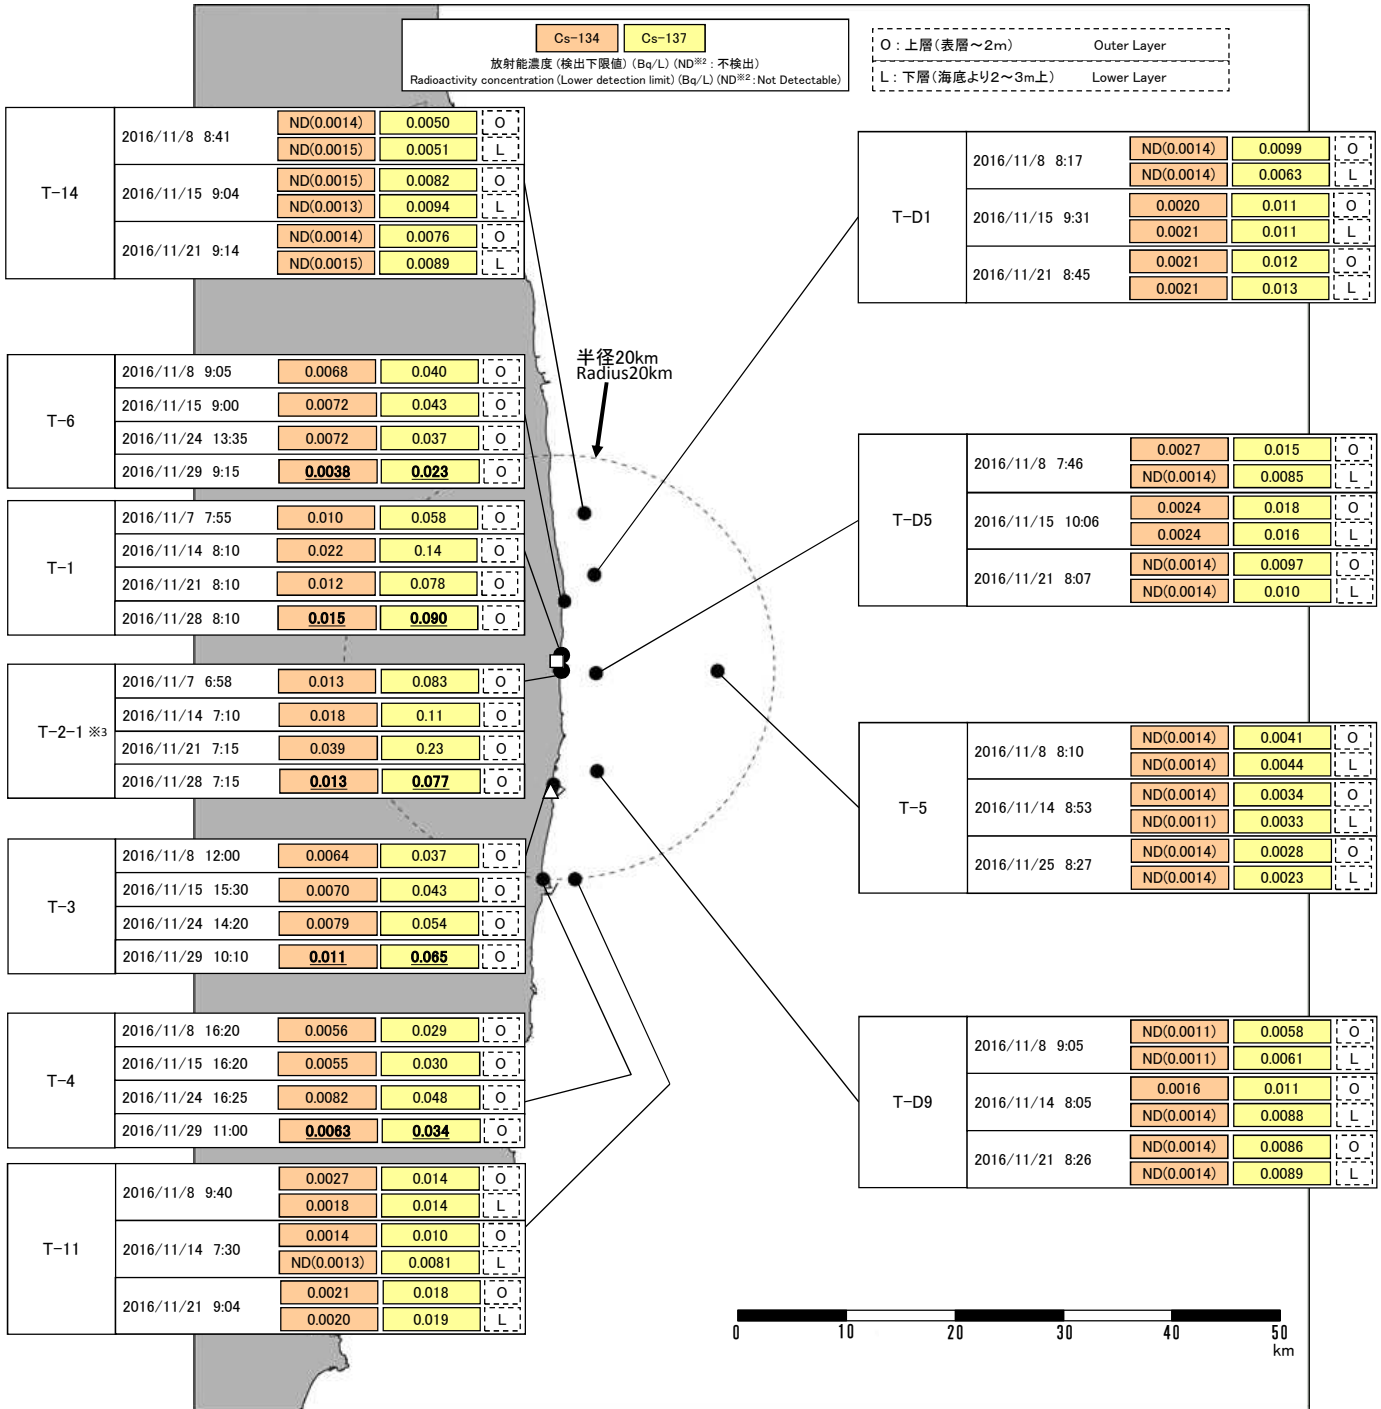 Cs-134 Cs-137
放射能濃度(検出下限値)(Bq/L)(ND※2：不検出)
Radioactivity concentration(Lower detection limit)(Bq/L)(ND※2:Not Detectable)
O：上層(表層～2m) Outer Layer
L：下層(海底より2～3m上) Lower Layer
T-14
2016/11/8 8:41
ND(0.0014) 0.0050 O
ND(0.0015) 0.0051 L
2016/11/15 9:04
ND(0.0015) 0.0082 O
ND(0.0013) 0.0094 L
2016/11/21 9:14
ND(0.0014) 0.0076 O
ND(0.0015) 0.0089 L
T-6
2016/11/8 9:05 0.0068 0.040 O
2016/11/15 9:00 0.0072 0.043 O
2016/11/24 13:35 0.0072 0.037 O
2016/11/29 9:15 0.0038 0.023 O
T-1
2016/11/7 7:55 0.010 0.058 O
2016/11/14 8:10 0.022 0.14 O
2016/11/21 8:10 0.012 0.078 O
2016/11/28 8:10 0.015 0.090 O
T-2-1 ※3
2016/11/7 6:58 0.013 0.083 O
2016/11/14 7:10 0.018 0.11 O
2016/11/21 7:15 0.039 0.23 O
2016/11/28 7:15 0.013 0.077 O
T-3
2016/11/8 12:00 0.0064 0.037 O
2016/11/15 15:30 0.0070 0.043 O
2016/11/24 14:20 0.0079 0.054 O
2016/11/29 10:10 0.011 0.065 O
T-4
2016/11/8 16:20 0.0056 0.029 O
2016/11/15 16:20 0.0055 0.030 O
2016/11/24 16:25 0.0082 0.048 O
2016/11/29 11:00 0.0063 0.034 O
T-11
2016/11/8 9:40
0.0027 0.014 O
0.0018 0.014 L
2016/11/14 7:30
0.0014 0.010 O
ND(0.0013) 0.0081 L
2016/11/21 9:04
0.0021 0.018 O
0.0020 0.019 L
半径20km
Radius20km
T-D1
2016/11/8 8:17
ND(0.0014) 0.0099 O
ND(0.0014) 0.0063 L
2016/11/15 9:31
0.0020 0.011 O
0.0021 0.011 L
2016/11/21 8:45
0.0021 0.012 O
0.0021 0.013 L
T-D5
2016/11/8 7:46
0.0027 0.015 O
ND(0.0014) 0.0085 L
2016/11/15 10:06
0.0024 0.018 O
0.0024 0.016 L
2016/11/21 8:07
ND(0.0014) 0.0097 O
ND(0.0014) 0.010 L
T-5
2016/11/8 8:10
ND(0.0014) 0.0041 O
ND(0.0014) 0.0044 L
2016/11/14 8:53
ND(0.0014) 0.0034 O
ND(0.0011) 0.0033 L
2016/11/25 8:27
ND(0.0014) 0.0028 O
ND(0.0014) 0.0023 L
T-D9
2016/11/8 9:05
ND(0.0011) 0.0058 O
ND(0.0011) 0.0061 L
2016/11/14 8:05
0.0016 0.011 O
ND(0.0014) 0.0088 L
2016/11/21 8:26
ND(0.0014) 0.0086 O
ND(0.0014) 0.0089 L
0 10 20 30 40 50
km